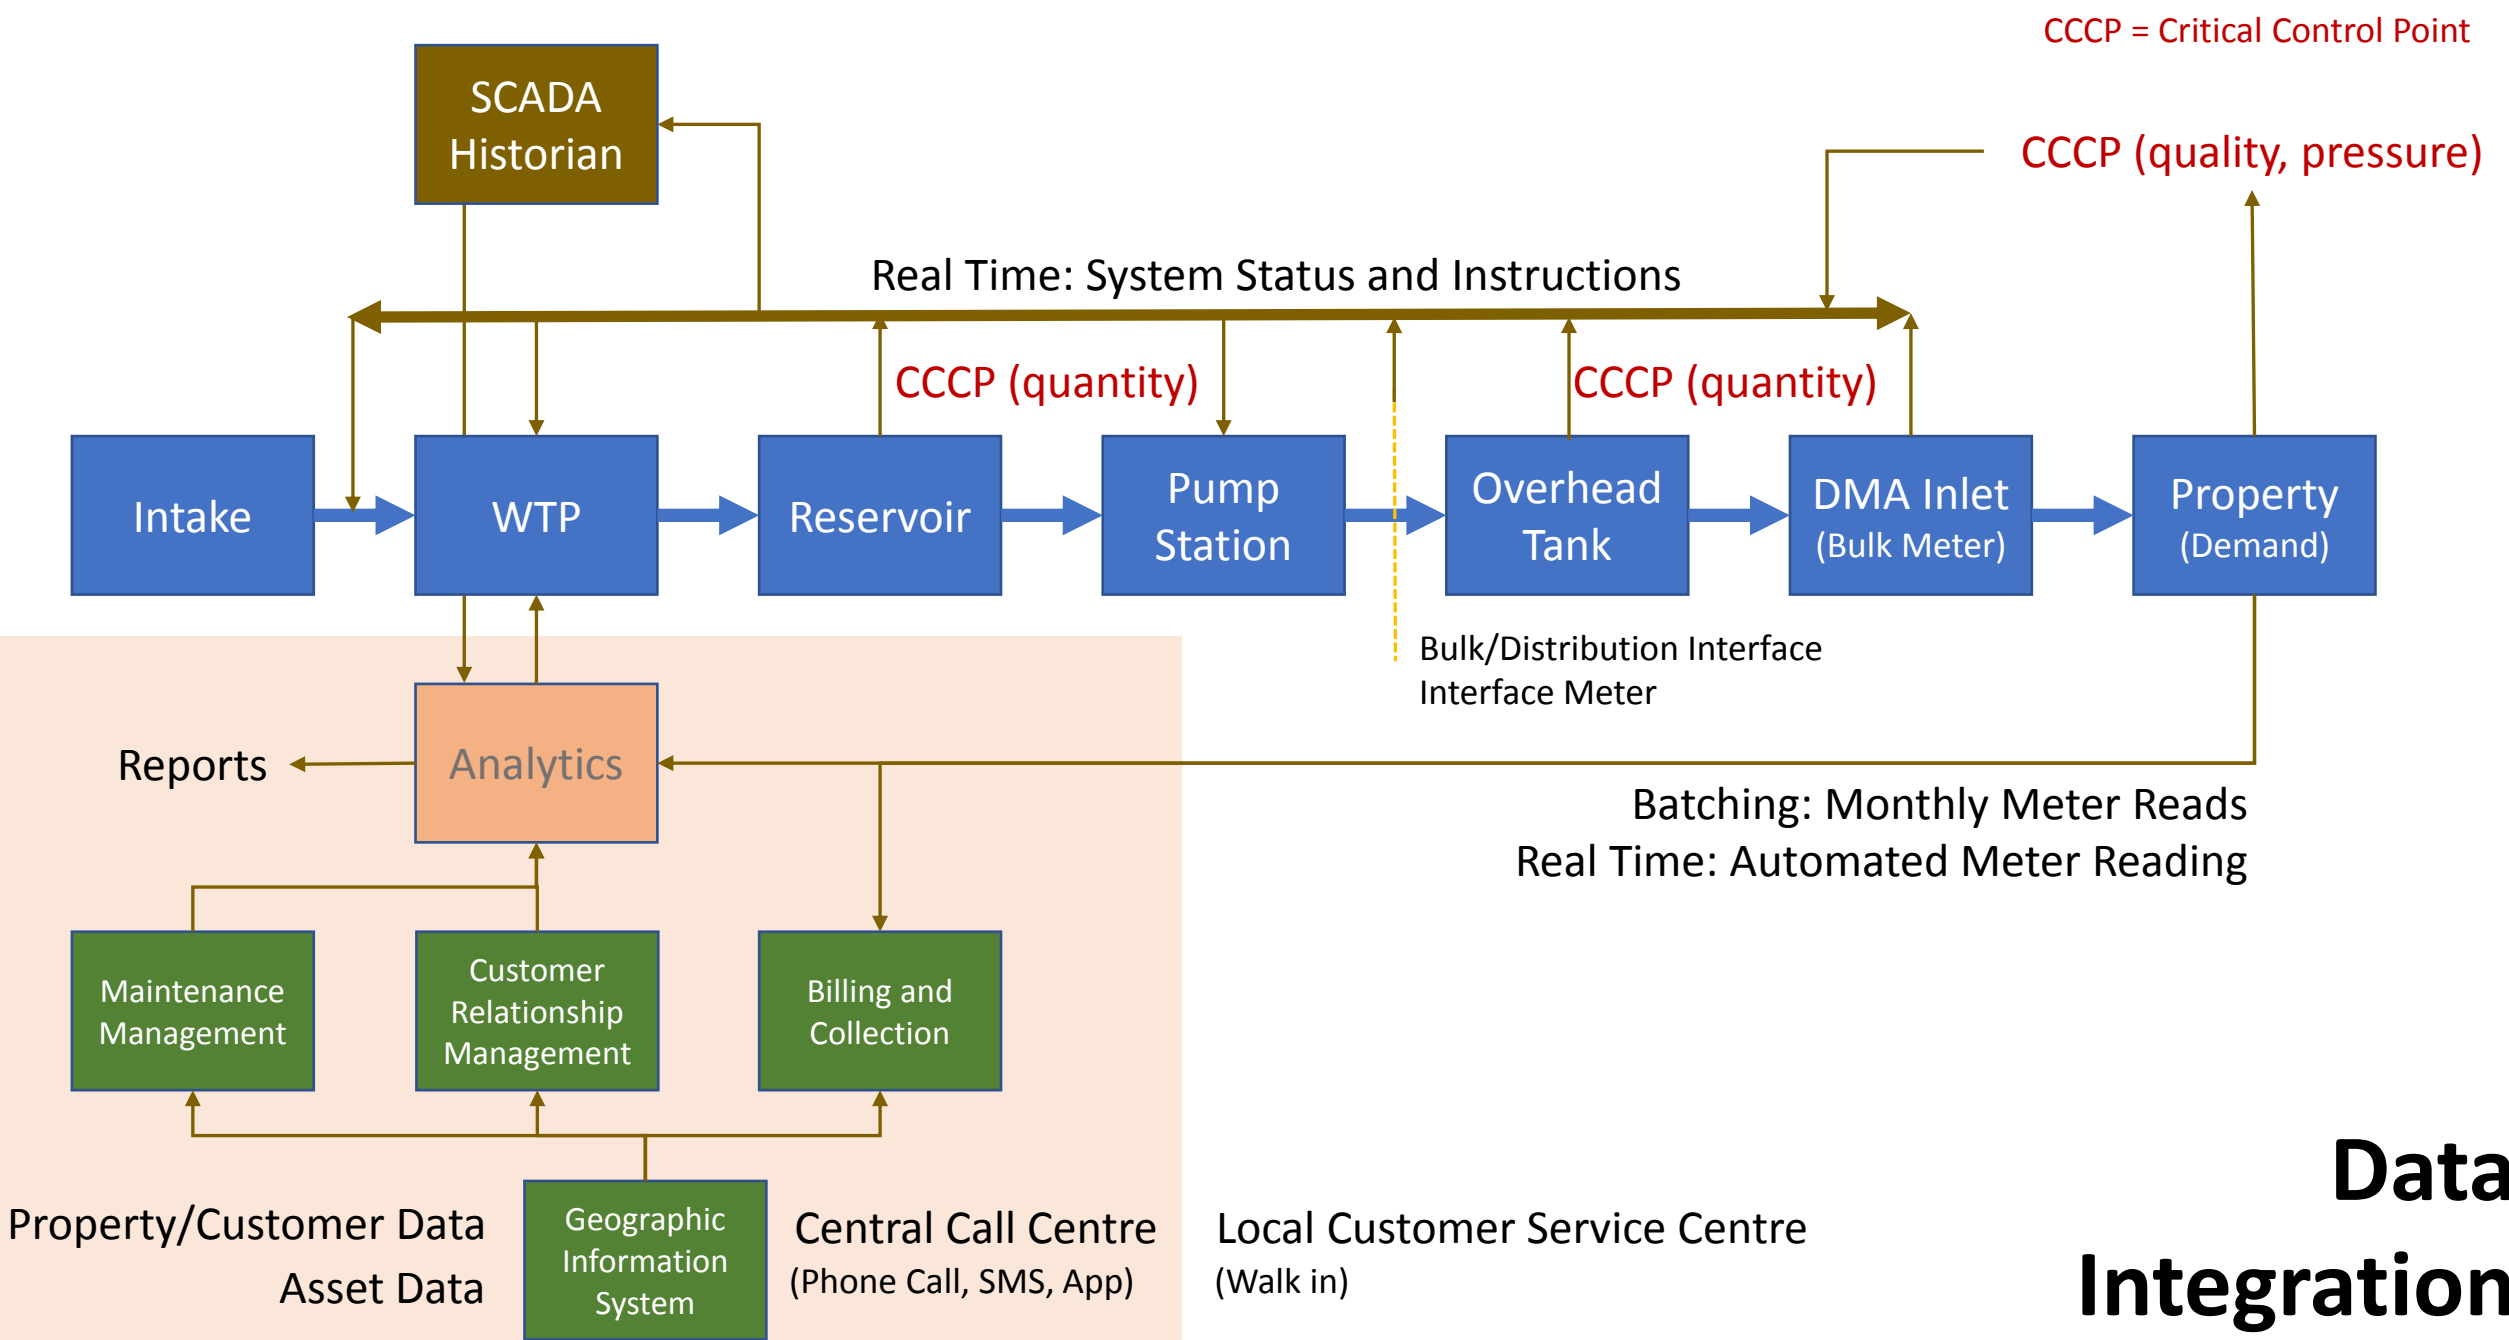 CCCP = Critical Control Point
SCADA
Historian
CCCP (quality, pressure)
Real Time: System Status and Instructions
CCCP (quantity)
CCCP (quantity)
Intake
WTP
Reservoir
Pump
Station
Overhead
Tank
DMA Inlet
(Bulk Meter)
Property
(Demand)
Bulk/Distribution Interface
Interface Meter
Reports
Analytics
Batching: Monthly Meter Reads
Real Time: Automated Meter Reading
Maintenance
Management
Customer
Relationship
Management
Billing and
Collection
Property/Customer Data
Asset Data
Geographic
Information
System
Central Call Centre
(Phone Call, SMS, App)
Local Customer Service Centre
(Walk in)
Data
Integration